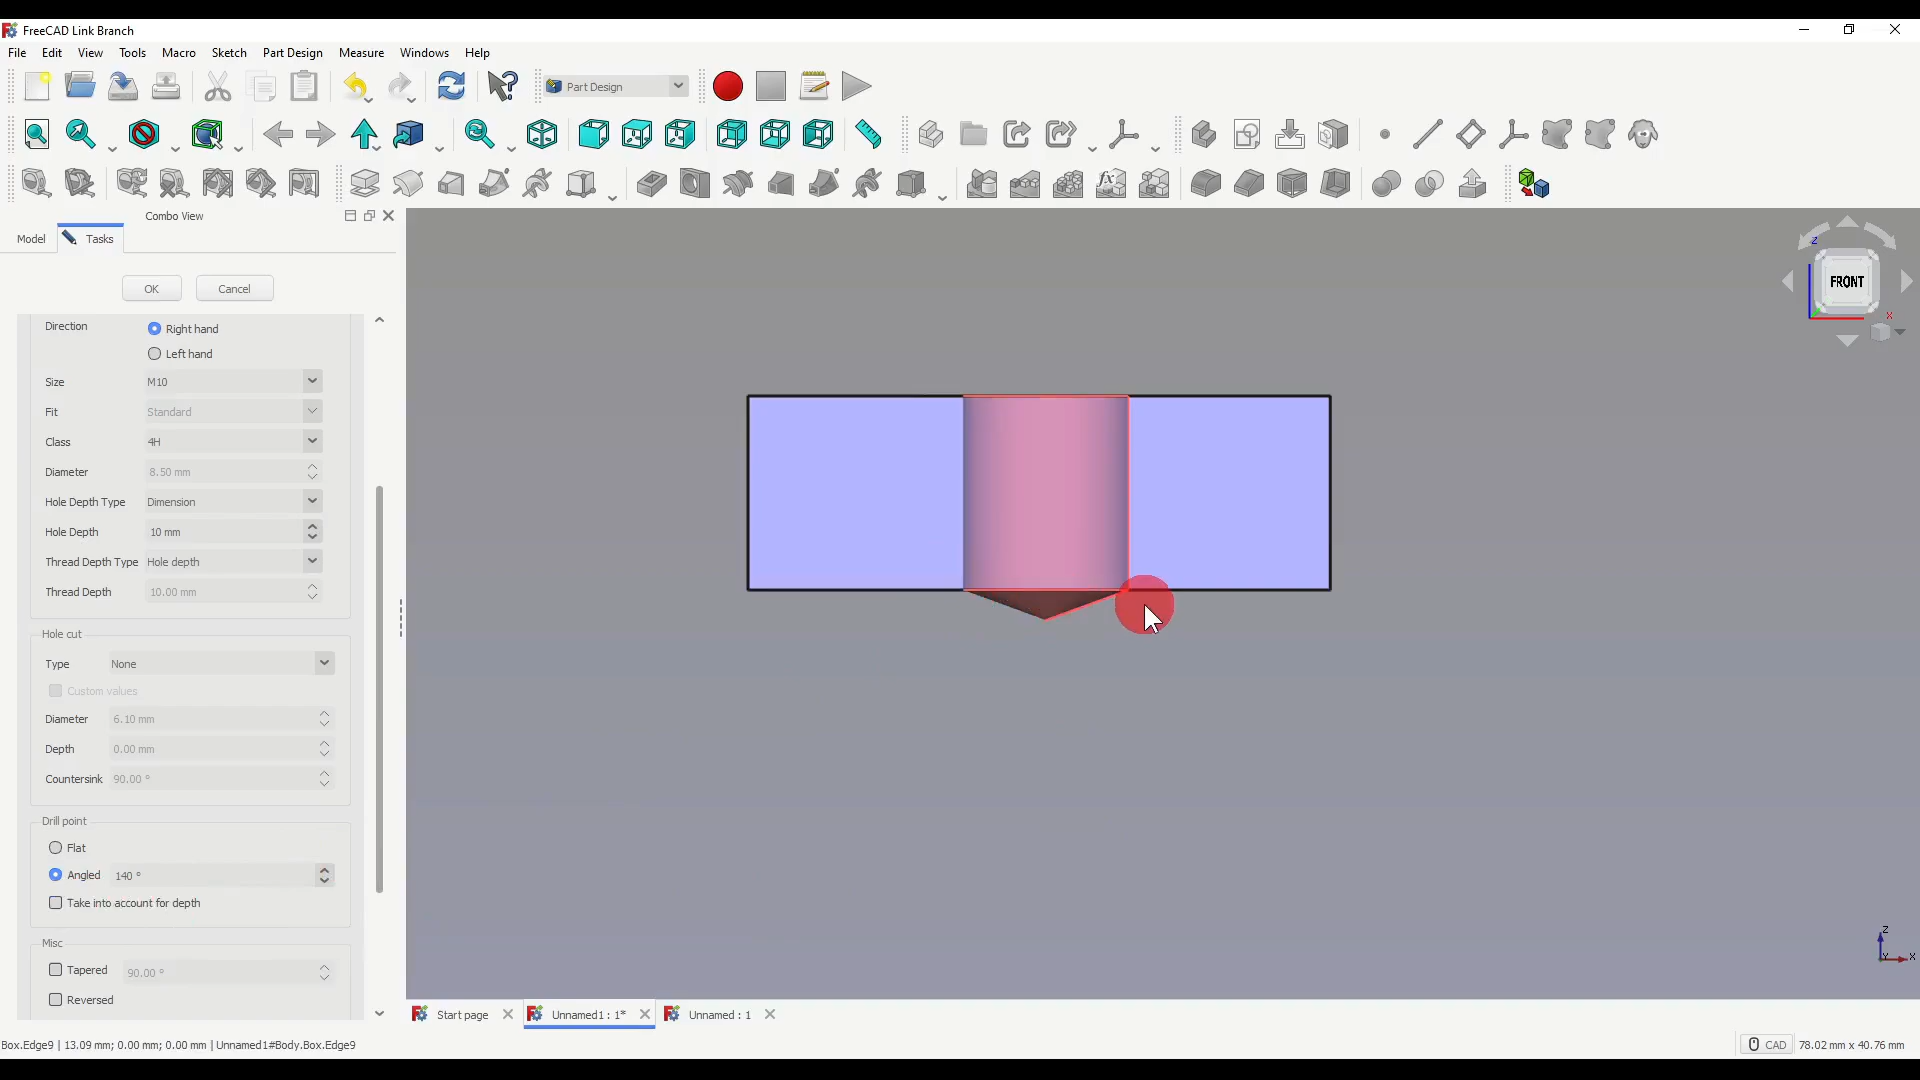 FreeCAD Link Branch
File Edit View Tools Macro Sketch Part Design Measure Windows Help
Part Design
Combo View
Model Tasks
OK Cancel
Direction Right hand
Left hand
Size M10
Fit Standard
Class 4H
Diameter 8.50 mm
Hole Depth Type Dimension
Hole Depth 10 mm
Thread Depth Type Hole depth
Thread Depth 10.00 mm
Hole cut
Type None
Custom values
Diameter 6.10 mm
Depth 0.00 mm
Countersink 90.00 °
Drill point
Flat
Angled 140 °
Take into account for depth
Misc
Tapered 90.00 °
Reversed
f(x)
Z
FRONT
X
Z
Y X
Start page Unnamed1 : 1* Unnamed : 1
Box.Edge9 | 13.09 mm; 0.00 mm; 0.00 mm | Unnamed1#Body.Box.Edge9
CAD 78.02 mm x 40.76 mm